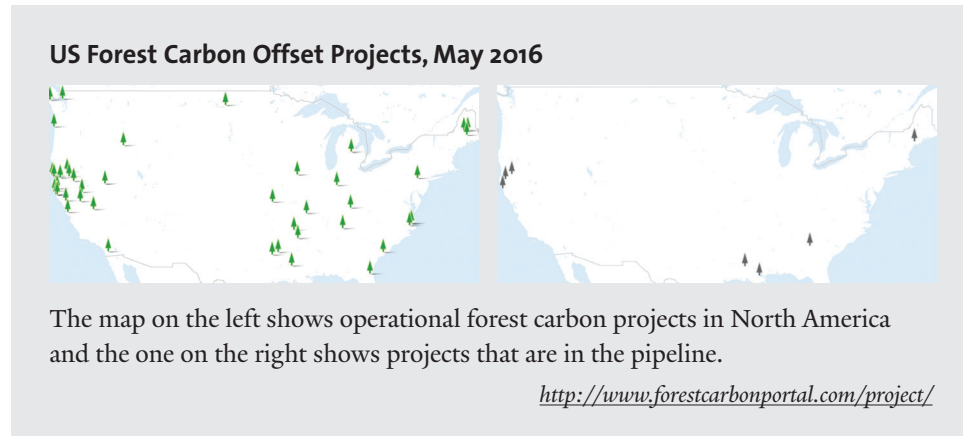 US Forest Carbon Offset Projects, May 2016
The map on the left shows operational forest carbon projects in North America
and the one on the right shows projects that are in the pipeline.
http://www.forestcarbonportal.com/project/